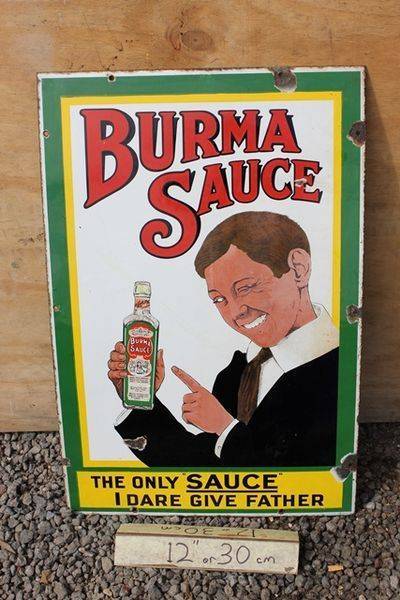 BURMA
SAUCE
BURMA
SAUCE
THE ONLY "SAUCE"
I DARE GIVE FATHER
12" or 30 cm